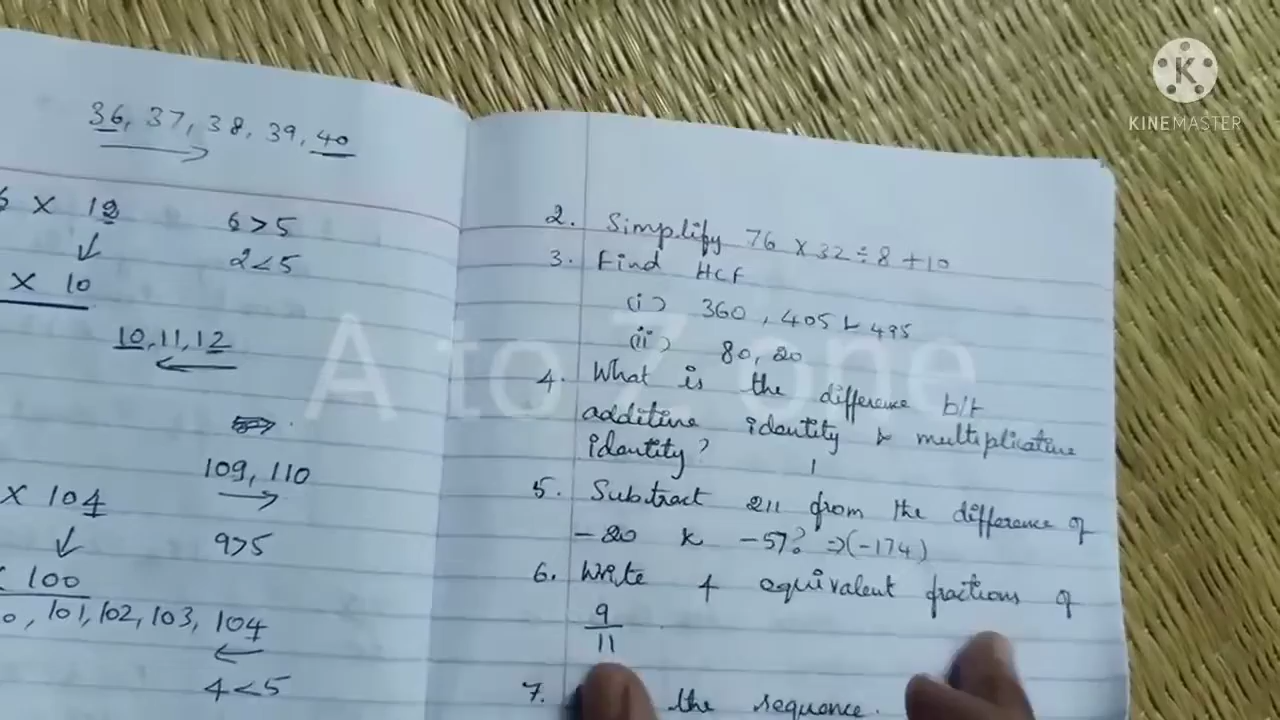 36, 37, 38, 39, 40
X 12
6>5
2<5
X 10
10, 11, 12
109, 110
X 104
9>5
100
101, 102, 103, 104
4<5
2. Simplify 76 X 32 ÷ 8 + 10
3. Find HCF
(i) 360, 405 & 495
(ii) 80, 20
4. What is the difference b/t
additive identity & multiplicative
identity?
5. Subtract 211 from the difference of
-20 & -57? ⇒(-174)
6. Write 4 equivalent fractions of
9
11
7. the sequence.
A to Z one
KINEMASTER